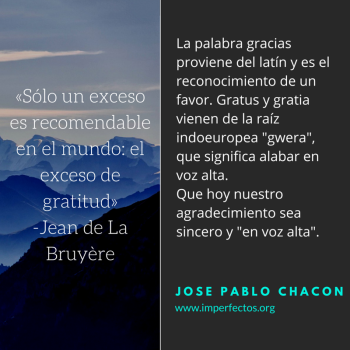 «Sólo un exceso
es recomendable
en el mundo: el
exceso de
gratitud»
-Jean de La
Bruyère
La palabra gracias
proviene del latín y es el
reconocimiento de un
favor. Gratus y gratia
vienen de la raíz
indoeuropea "gwera",
que significa alabar en
voz alta.
Que hoy nuestro
agradecimiento sea
sincero y "en voz alta".
JOSE PABLO CHACON
www.imperfectos.org